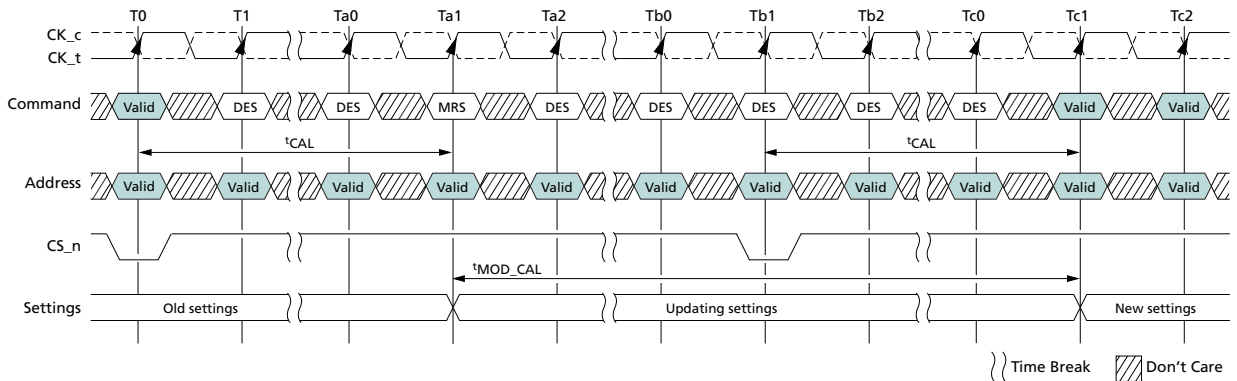 T0 T1 Ta0 Ta1 Ta2 Tb0 Tb1 Tb2 Tc0 Tc1 Tc2
CK_c
CK_t
Command Valid DES DES MRS DES DES DES DES DES Valid Valid
tCAL tCAL
Address Valid Valid Valid Valid Valid Valid Valid Valid Valid Valid Valid
CS_n
tMOD_CAL
Settings Old settings Updating settings New settings
Time Break Don't Care